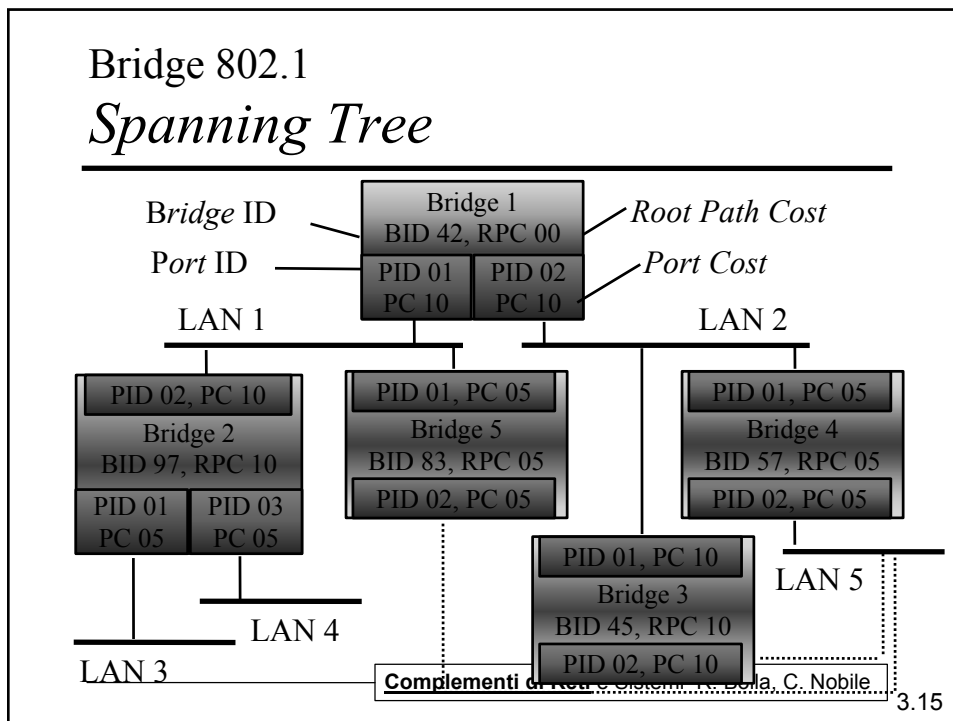 Bridge 802.1
Spanning Tree
Bridge ID
Bridge 1
BID 42, RPC 00
Root Path Cost
Port ID
PID 01
PC 10
PID 02
PC 10
Port Cost
LAN 1
LAN 2
PID 02, PC 10
Bridge 2
BID 97, RPC 10
PID 01
PC 05
PID 03
PC 05
PID 01, PC 05
Bridge 5
BID 83, RPC 05
PID 02, PC 05
PID 01, PC 05
Bridge 4
BID 57, RPC 05
PID 02, PC 05
PID 01, PC 10
Bridge 3
BID 45, RPC 10
PID 02, PC 10
LAN 5
LAN 4
LAN 3
Complementi di Reti e Sistemi R. Bolla, C. Nobile
3.15